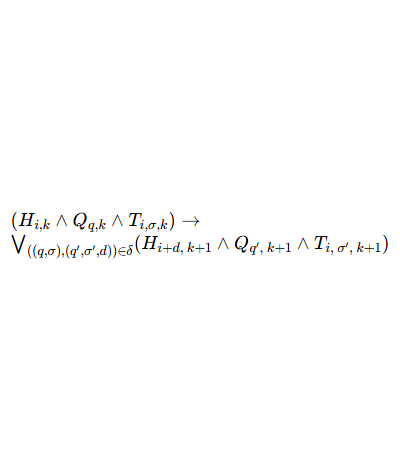 (H_{i,k} ∧ Q_{q,k} ∧ T_{i,σ,k}) →
⋁_{((q,σ),(q′,σ′,d))∈δ}(H_{i+d, k+1} ∧ Q_{q′, k+1} ∧ T_{i, σ′, k+1})